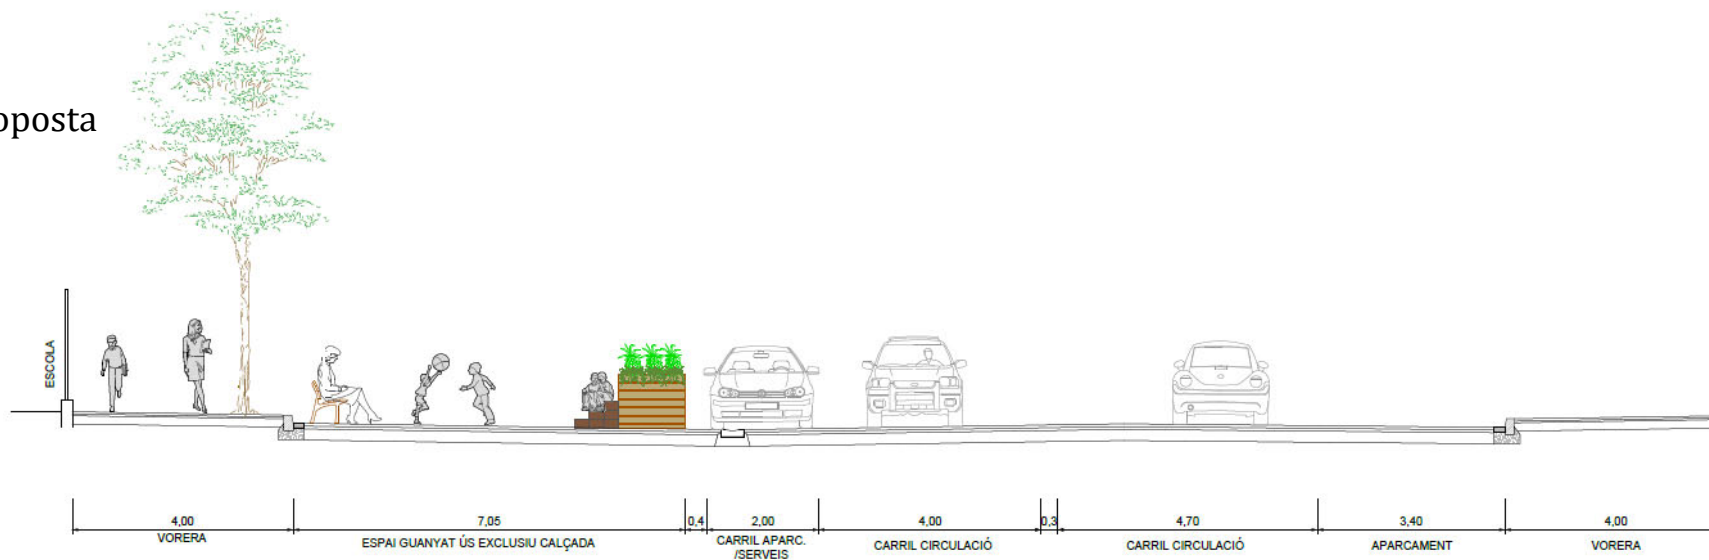 oposta
ESCOLA
4,00
7,05
0,4
2,00
4,00
0,3
4,70
3,40
4,00
VORERA
ESPAI GUANYAT ÚS EXCLUSIU CALÇADA
CARRIL APARC.
/SERVEIS
CARRIL CIRCULACIÓ
CARRIL CIRCULACIÓ
APARCAMENT
VORERA